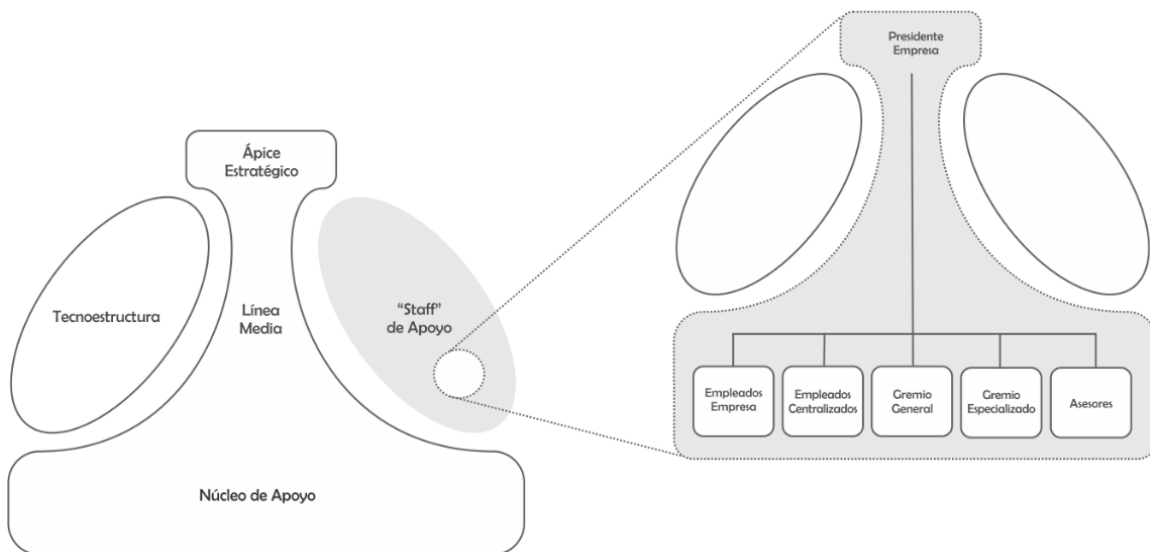 Ápice
Estratégico
Tecnoestructura
Línea
Media
“Staff”
de Apoyo
Núcleo de Apoyo
Presidente
Empresa
Empleados
Empresa
Empleados
Centralizados
Gremio
General
Gremio
Especializado
Asesores